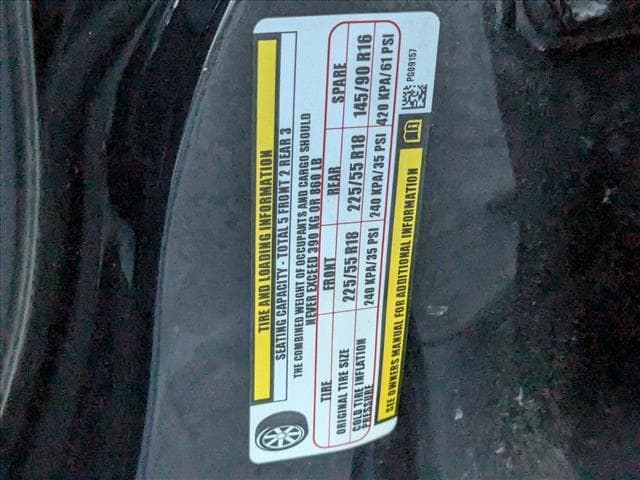 TIRE AND LOADING INFORMATION
SEATING CAPACITY - TOTAL 5 FRONT 2 REAR 3
THE COMBINED WEIGHT OF OCCUPANTS AND CARGO SHOULD
NEVER EXCEED 390 KG OR 860 LB
TIRE FRONT REAR SPARE
ORIGINAL TIRE SIZE 225/55 R18 225/55 R18 145/90 R16
COLD TIRE INFLATION
PRESSURE 240 KPA/35 PSI 240 KPA/35 PSI 420 KPA/61 PSI
SEE OWNERS MANUAL FOR ADDITIONAL INFORMATION
PG09157